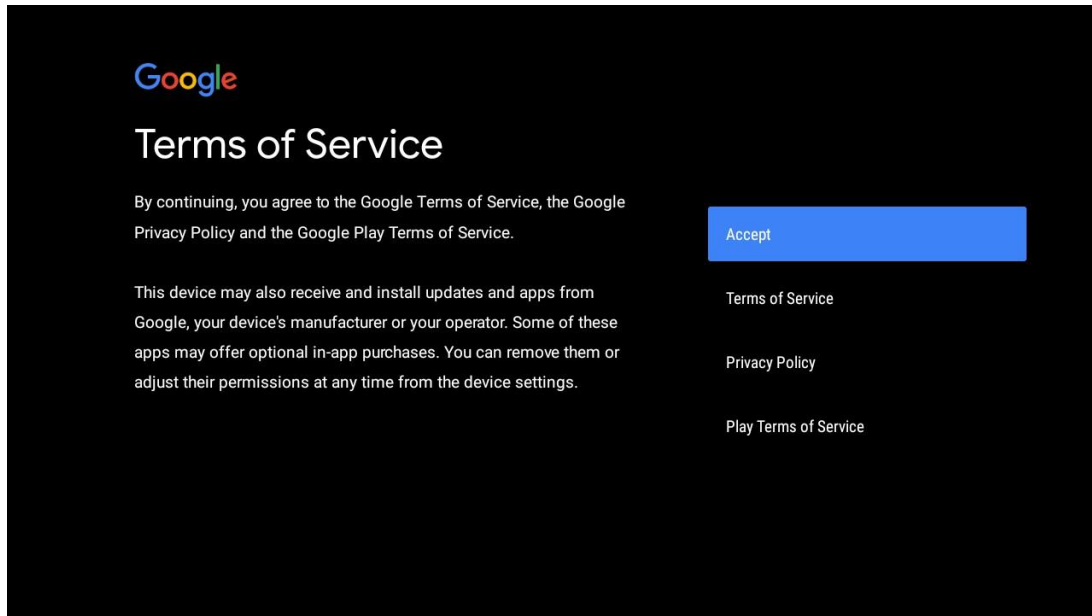 Google
Terms of Service
By continuing, you agree to the Google Terms of Service, the Google
Privacy Policy and the Google Play Terms of Service.
This device may also receive and install updates and apps from
Google, your device's manufacturer or your operator. Some of these
apps may offer optional in-app purchases. You can remove them or
adjust their permissions at any time from the device settings.
Accept
Terms of Service
Privacy Policy
Play Terms of Service